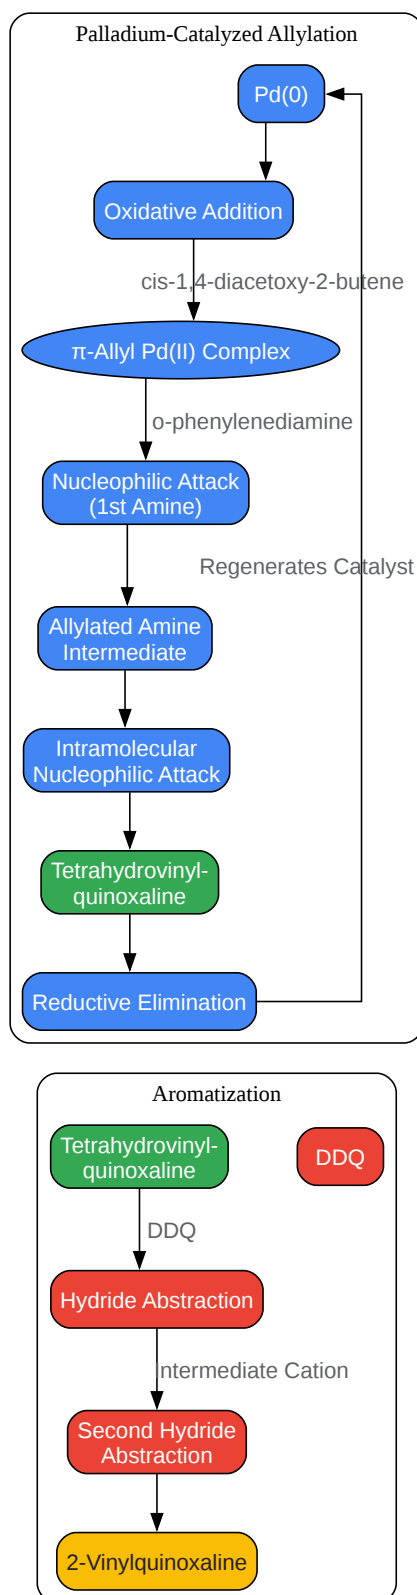 Palladium-Catalyzed Allylation
Pd(0)
Oxidative Addition
cis-1,4-diacetoxy-2-butene
π-Allyl Pd(II) Complex
o-phenylenediamine
Nucleophilic Attack
(1st Amine)
Regenerates Catalyst
Allylated Amine
Intermediate
Intramolecular
Nucleophilic Attack
Tetrahydrovinyl-
quinoxaline
Reductive Elimination
Aromatization
Tetrahydrovinyl-
quinoxaline
DDQ
DDQ
Hydride Abstraction
Intermediate Cation
Second Hydride
Abstraction
2-Vinylquinoxaline